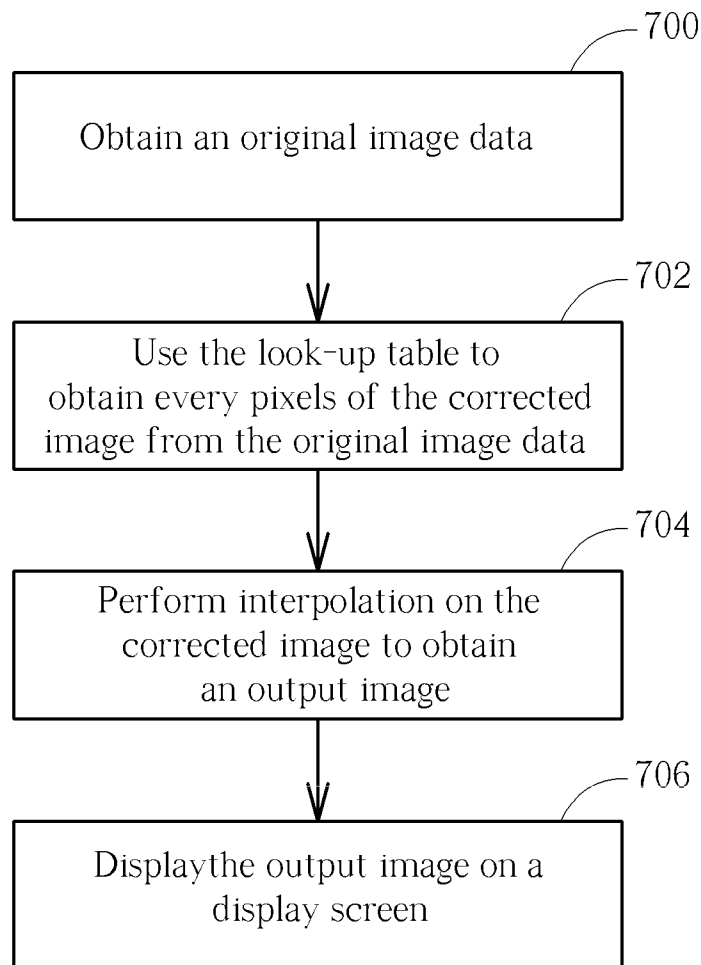 700
Obtain an original image data
702
Use the look-up table to
obtain every pixels of the corrected
image from the original image data
704
Perform interpolation on the
corrected image to obtain
an output image
706
Displaythe output image on a
display screen